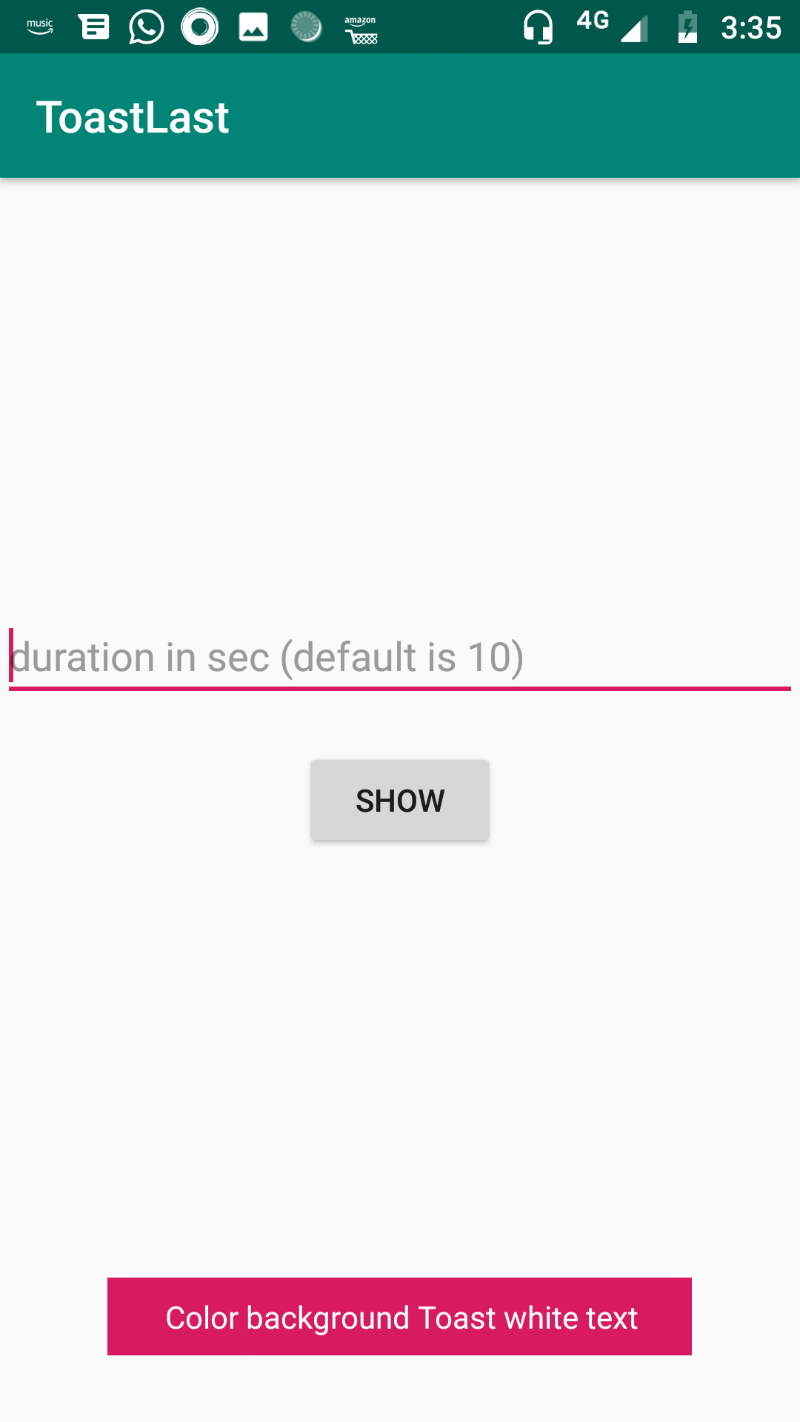 music
amazon
4G
3:35
ToastLast
duration in sec (default is 10)
SHOW
Color background Toast white text